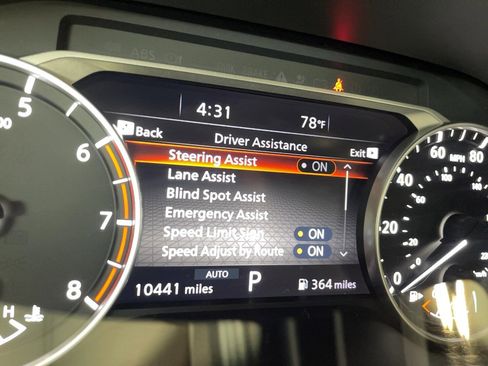 ABS
4:31 78°F
Back Exit
Driver Assistance
Steering Assist ON
Lane Assist
Blind Spot Assist
Emergency Assist
Speed Limit Sign ON
Speed Adjust by Route ON
AUTO P
10441 miles 364 miles
5
6
7
8
H
80
60
MPH
40
20
0